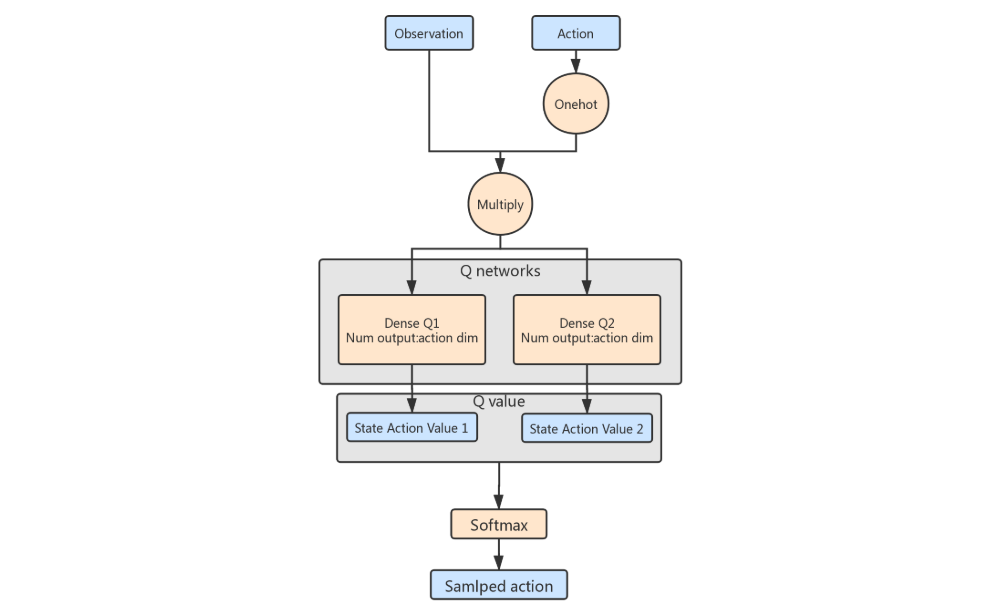 Observation
Action
Onehot
Multiply
Q networks
Dense Q1
Num output:action dim
Dense Q2
Num output:action dim
Q value
State Action Value 1
State Action Value 2
Softmax
Samlped action